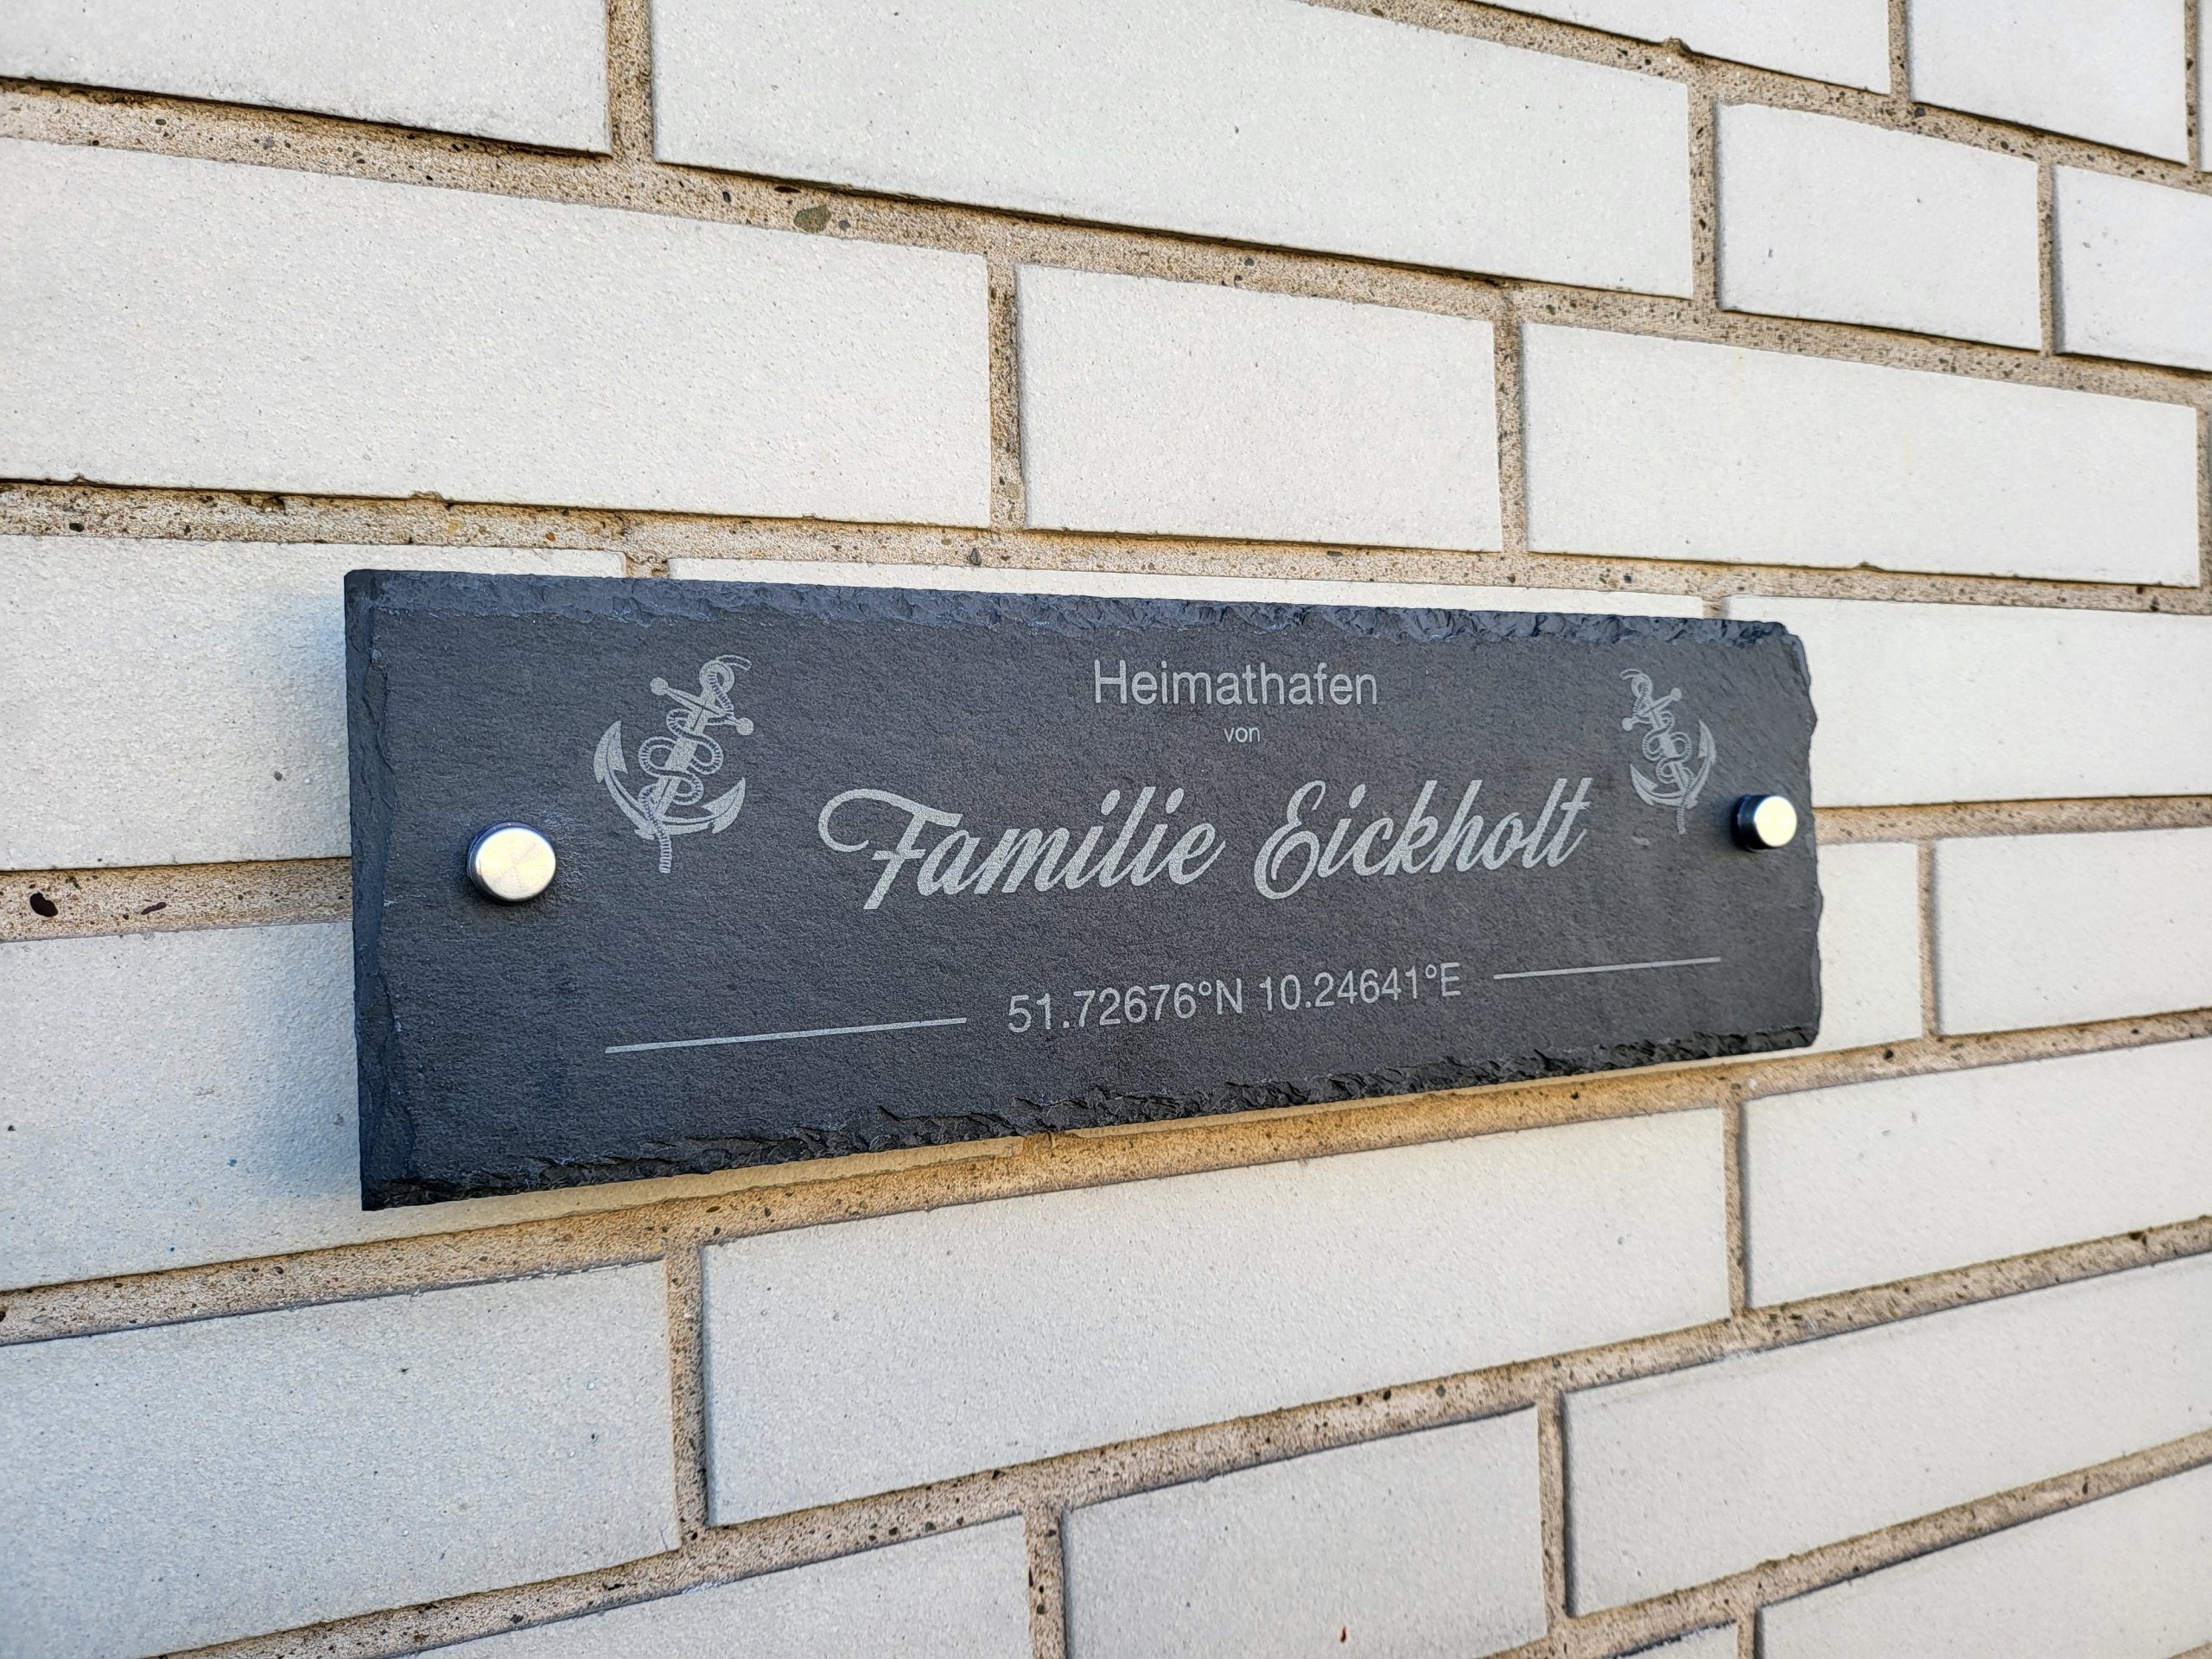 Heimathafen
von
Familie Eickholt
51.72676°N 10.24641°E